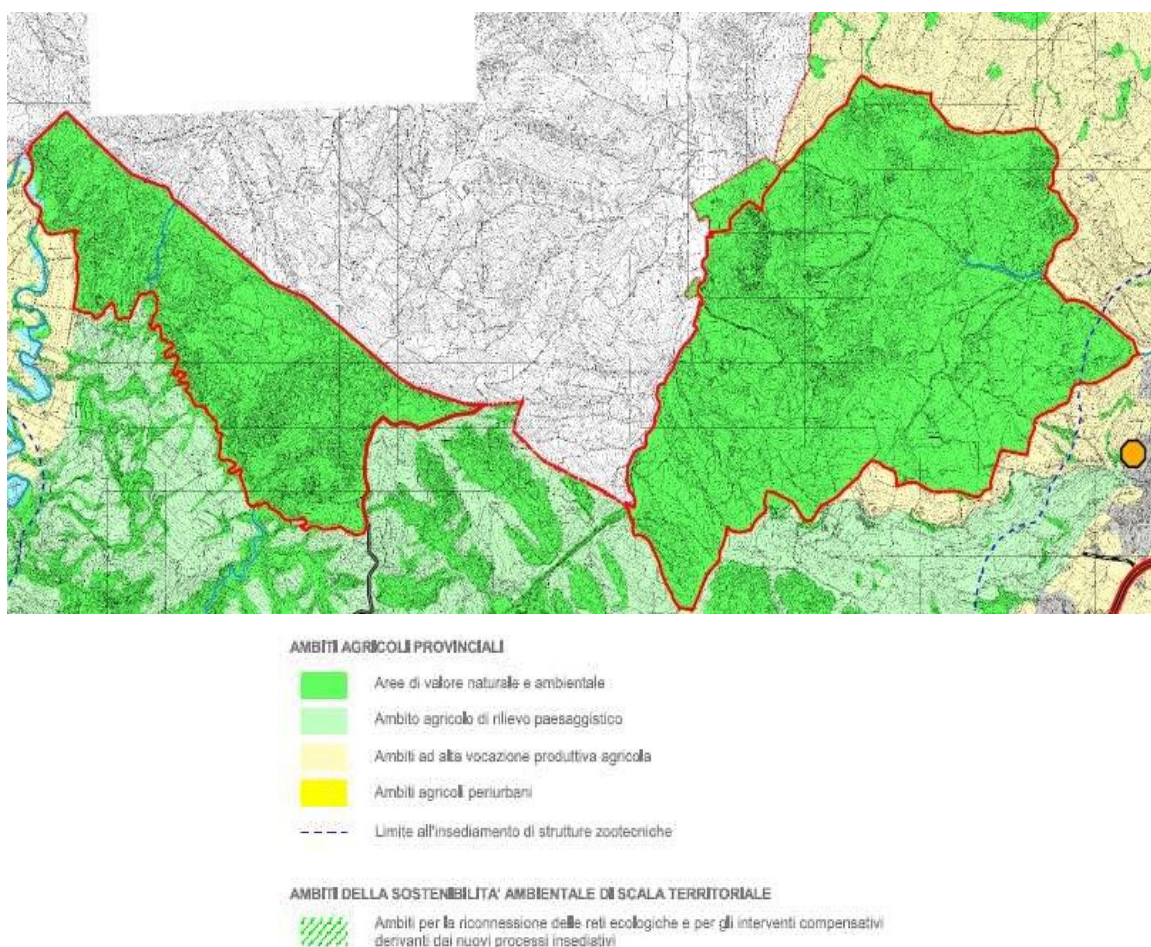 AMBITI AGRICOLI PROVINCIALI
Aree di valore naturale e ambientale
Ambito agricolo di rilievo paesaggistico
Ambiti ad alta vocazione produttiva agricola
Ambiti agricoli periurbani
Limite all'insediamento di strutture zootecniche
AMBITI DELLA SOSTENIBILITA' AMBIENTALE DI SCALA TERRITORIALE
Ambiti per la riconnessione delle reti ecologiche e per gli interventi compensativi
derivanti dai nuovi processi insediativi